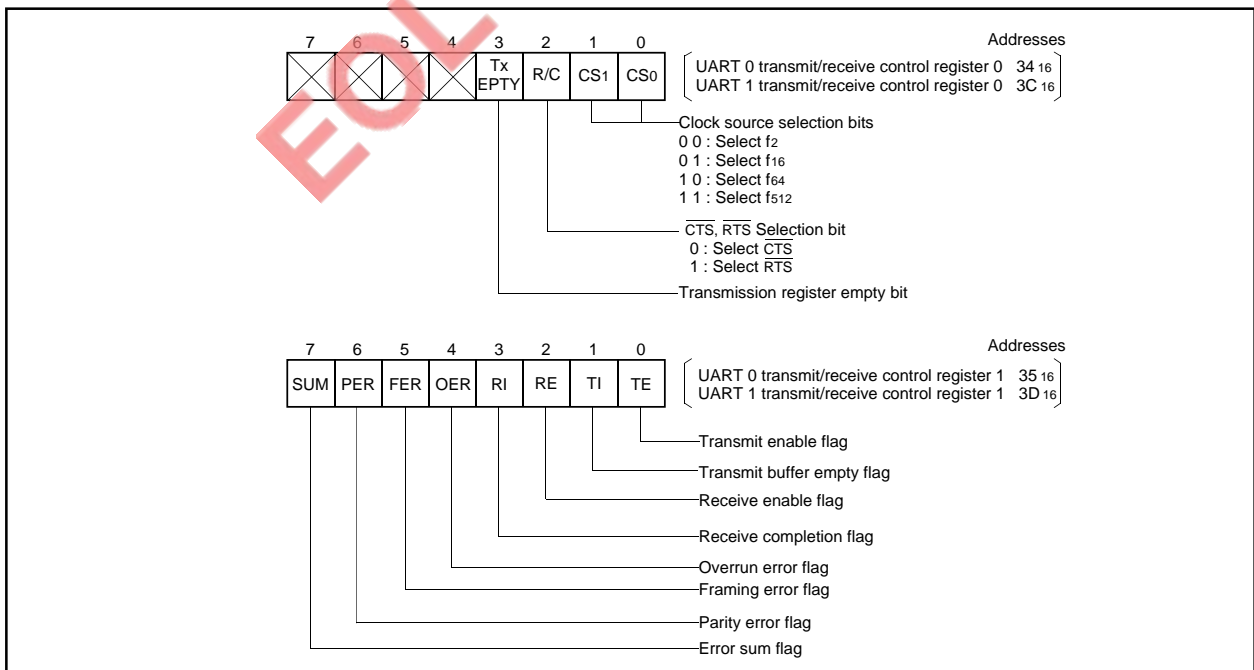 EOL
7 6 5 4 3 2 1 0
Addresses
Tx EPTY R/C CS1 CS0
UART 0 transmit/receive control register 0 34 16
UART 1 transmit/receive control register 0 3C 16
Clock source selection bits
0 0 : Select f2
0 1 : Select f16
1 0 : Select f64
1 1 : Select f512
CTS, RTS Selection bit
0 : Select CTS
1 : Select RTS
Transmission register empty bit
7 6 5 4 3 2 1 0
Addresses
SUM PER FER OER RI RE TI TE
UART 0 transmit/receive control register 1 35 16
UART 1 transmit/receive control register 1 3D 16
Transmit enable flag
Transmit buffer empty flag
Receive enable flag
Receive completion flag
Overrun error flag
Framing error flag
Parity error flag
Error sum flag